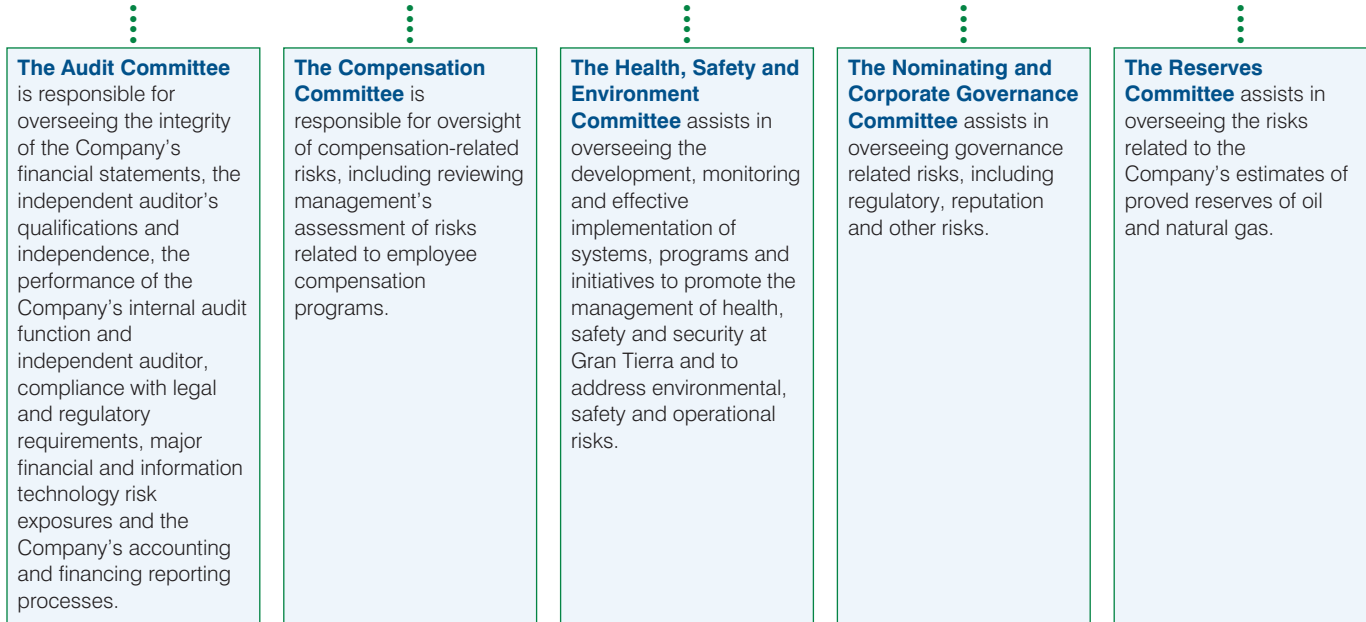 The Audit Committee
is responsible for
overseeing the integrity
of the Company’s
financial statements, the
independent auditor’s
qualifications and
independence, the
performance of the
Company’s internal audit
function and
independent auditor,
compliance with legal
and regulatory
requirements, major
financial and information
technology risk
exposures and the
Company’s accounting
and financing reporting
processes.
The Compensation
Committee is
responsible for oversight
of compensation-related
risks, including reviewing
management’s
assessment of risks
related to employee
compensation
programs.
The Health, Safety and
Environment
Committee assists in
overseeing the
development, monitoring
and effective
implementation of
systems, programs and
initiatives to promote the
management of health,
safety and security at
Gran Tierra and to
address environmental,
safety and operational
risks.
The Nominating and
Corporate Governance
Committee assists in
overseeing governance
related risks, including
regulatory, reputation
and other risks.
The Reserves
Committee assists in
overseeing the risks
related to the
Company’s estimates of
proved reserves of oil
and natural gas.